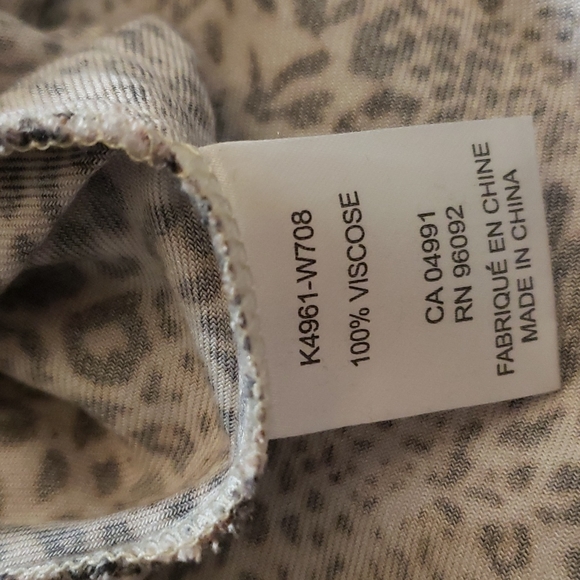 K4961-W708
100% VISCOSE
CA 04991
RN 96092
FABRIQUÉ EN CHINE
MADE IN CHINA